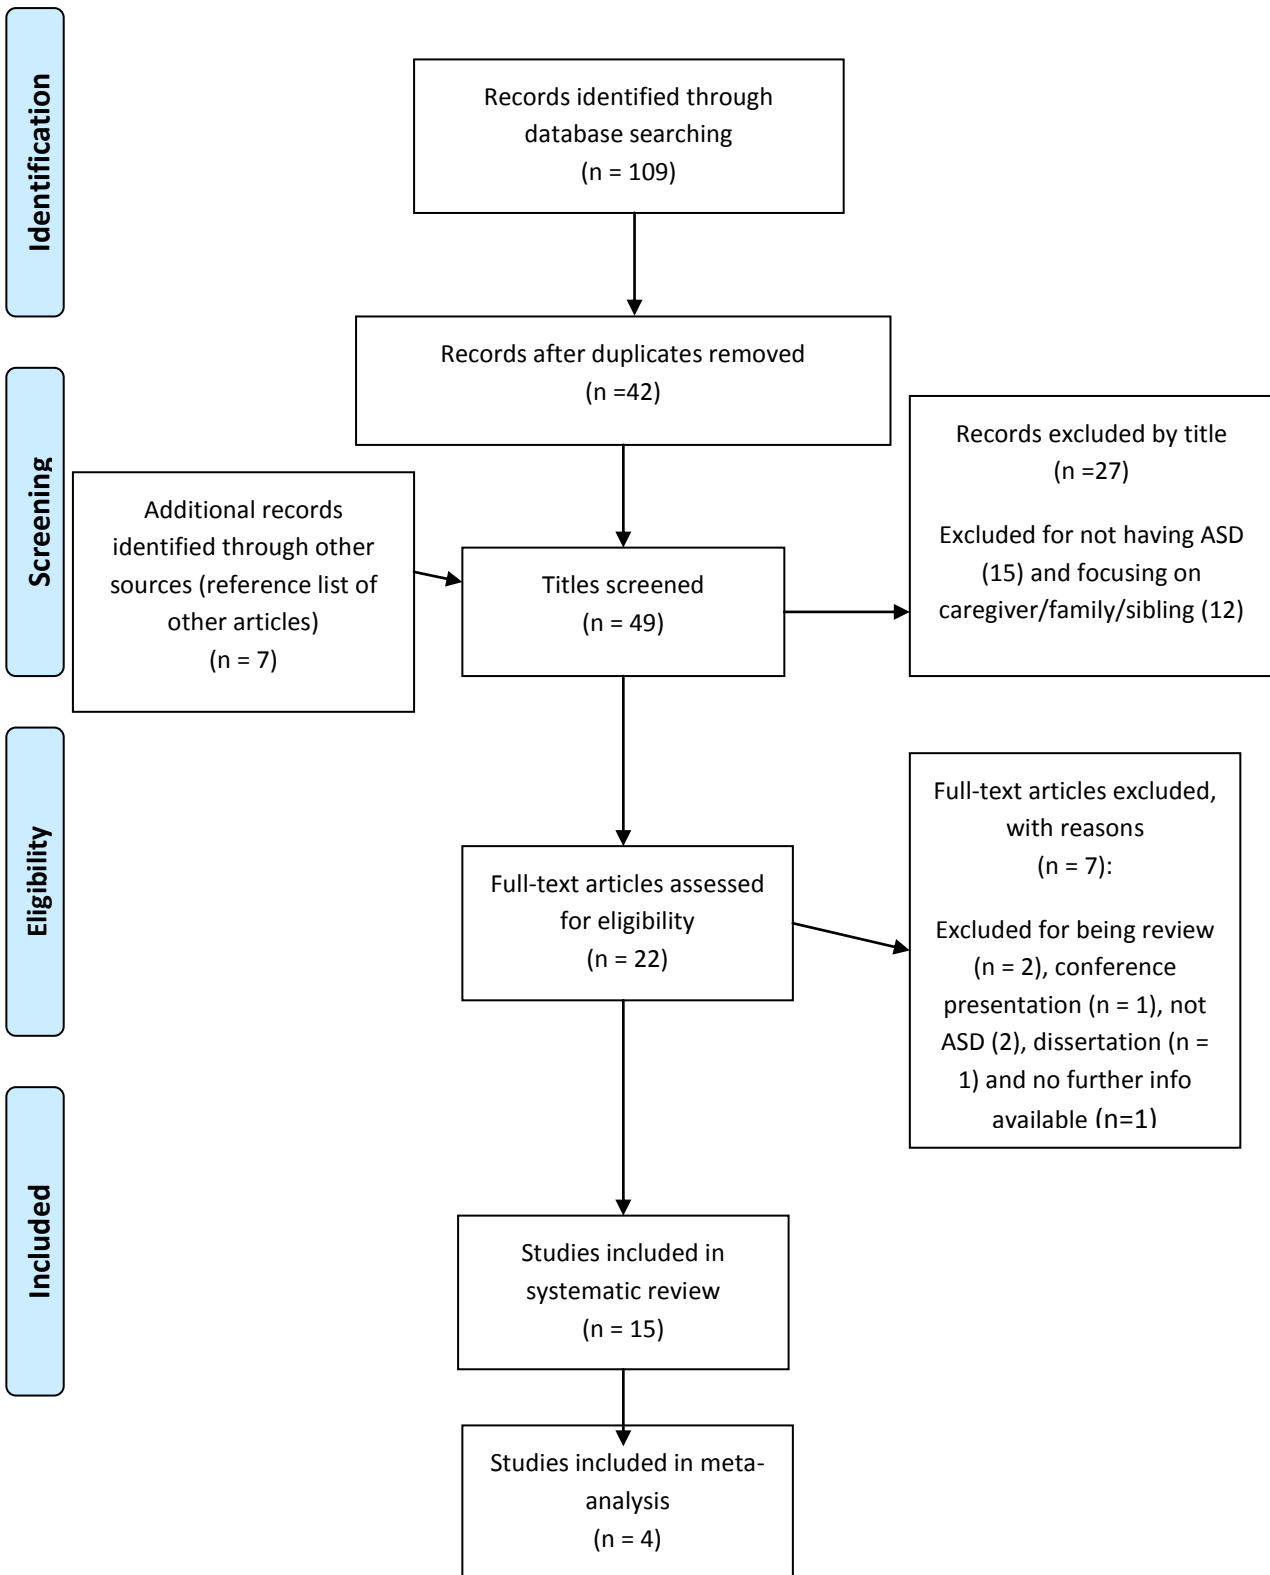 Identification
Records identified through
database searching
(n = 109)
Records after duplicates removed
(n =42)
Screening
Additional records
identified through other
sources (reference list of
other articles)
(n = 7)
Titles screened
(n = 49)
Records excluded by title
(n =27)
Excluded for not having ASD
(15) and focusing on
caregiver/family/sibling (12)
Eligibility
Full-text articles assessed
for eligibility
(n = 22)
Full-text articles excluded,
with reasons
(n = 7):
Excluded for being review
(n = 2), conference
presentation (n = 1), not
ASD (2), dissertation (n =
1) and no further info
available (n=1)
Included
Studies included in
systematic review
(n = 15)
Studies included in meta-
analysis
(n = 4)